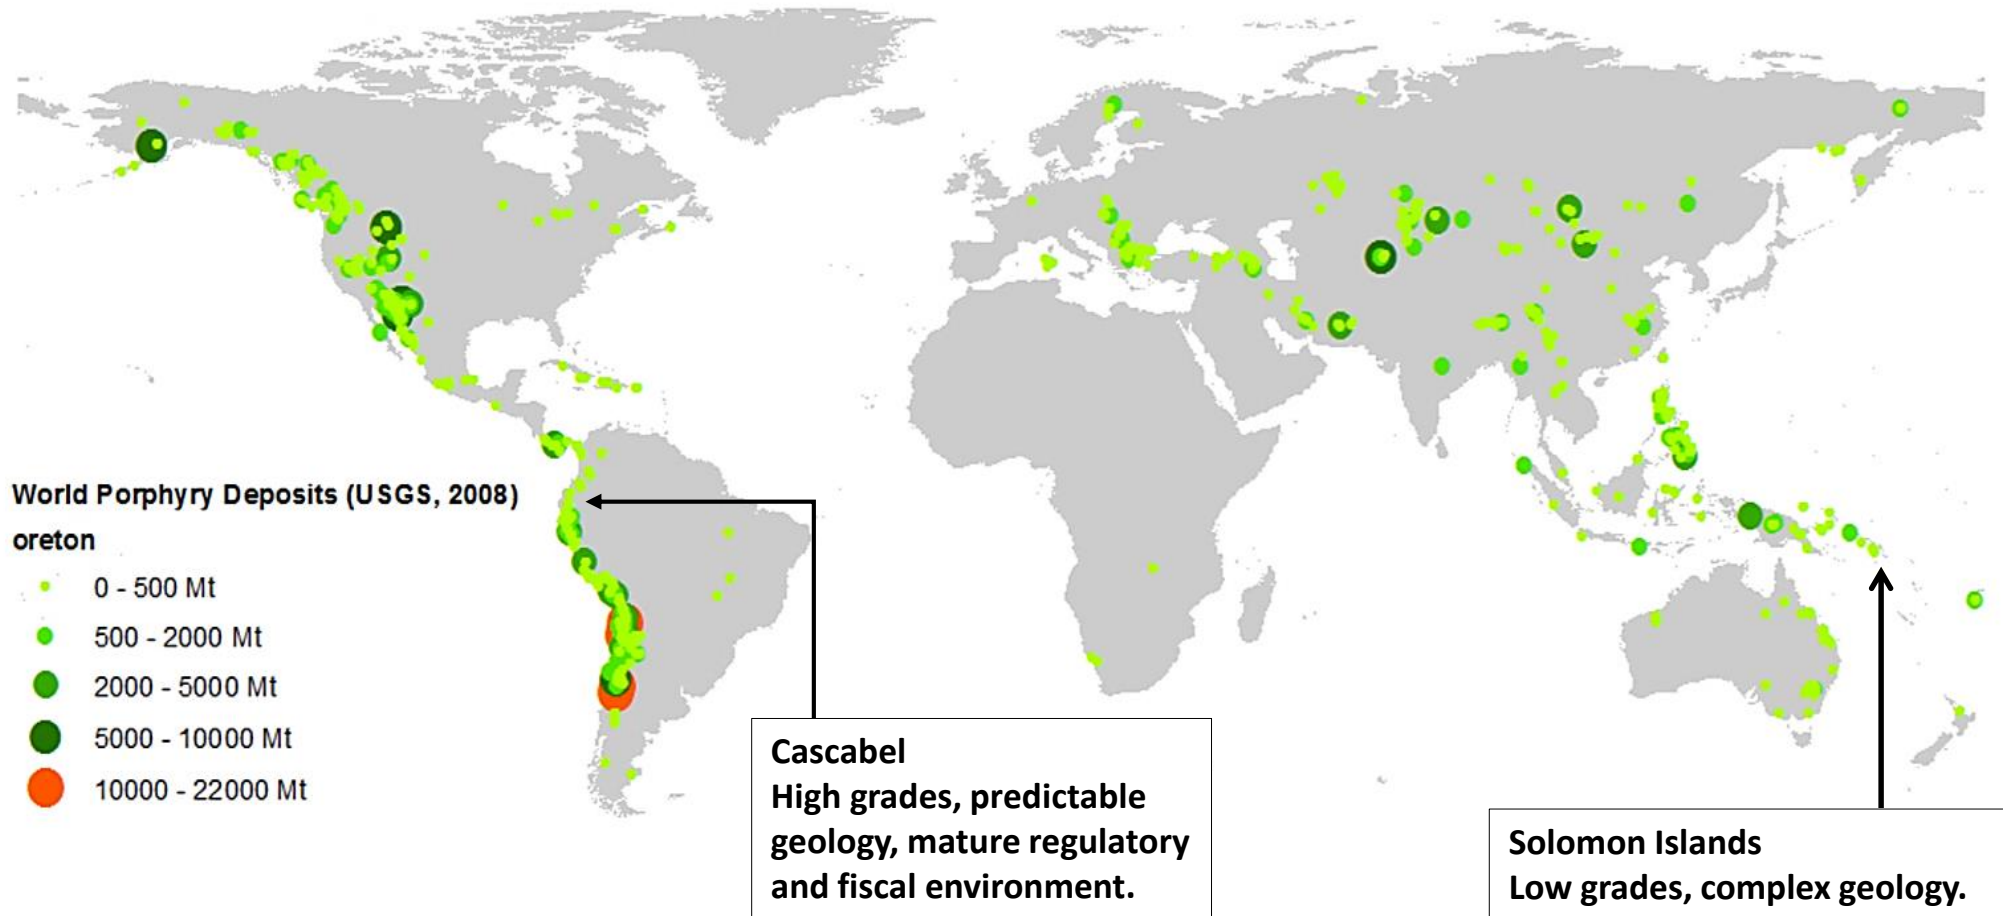 World Porphyry Deposits (USGS, 2008)
oreton
0 - 500 Mt
500 - 2000 Mt
2000 - 5000 Mt
5000 - 10000 Mt
10000 - 22000 Mt
Cascabel
High grades, predictable
geology, mature regulatory
and fiscal environment.
Solomon Islands
Low grades, complex geology.